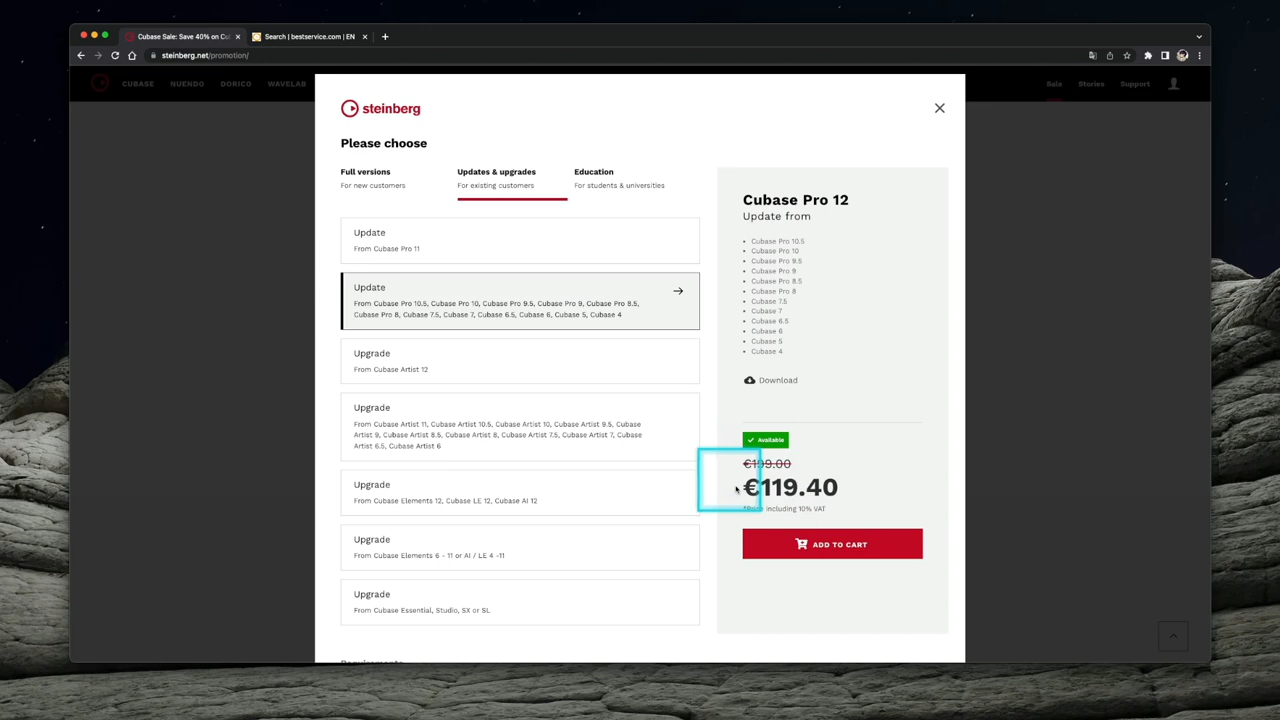 Cubase Sale: Save 40% on Cu
Search | bestservice.com | EN
steinberg.net/promotion/
CUBASE NUENDO DORICO WAVELAB
Sale Stories Support
steinberg
Please choose
Full versions
For new customers
Updates & upgrades
For existing customers
Education
For students & universities
Update
From Cubase Pro 11
Update
From Cubase Pro 10.5, Cubase Pro 10, Cubase Pro 9.5, Cubase Pro 9, Cubase Pro 8.5,
Cubase Pro 8, Cubase 7.5, Cubase 7, Cubase 6.5, Cubase 6, Cubase 5, Cubase 4
Upgrade
From Cubase Artist 12
Upgrade
From Cubase Artist 11, Cubase Artist 10.5, Cubase Artist 10, Cubase Artist 9.5, Cubase
Artist 9, Cubase Artist 8.5, Cubase Artist 8, Cubase Artist 7.5, Cubase Artist 7, Cubase
Artist 6.5, Cubase Artist 6
Upgrade
From Cubase Elements 12, Cubase LE 12, Cubase AI 12
Upgrade
From Cubase Elements 6 - 11 or AI / LE 4 -11
Upgrade
From Cubase Essential, Studio, SX or SL
Requirements
Cubase Pro 12
Update from
Cubase Pro 10.5
Cubase Pro 10
Cubase Pro 9.5
Cubase Pro 9
Cubase Pro 8.5
Cubase Pro 8
Cubase 7.5
Cubase 7
Cubase 6.5
Cubase 6
Cubase 5
Cubase 4
Download
Available
€199.00
€119.40
*Price including 10% VAT
ADD TO CART